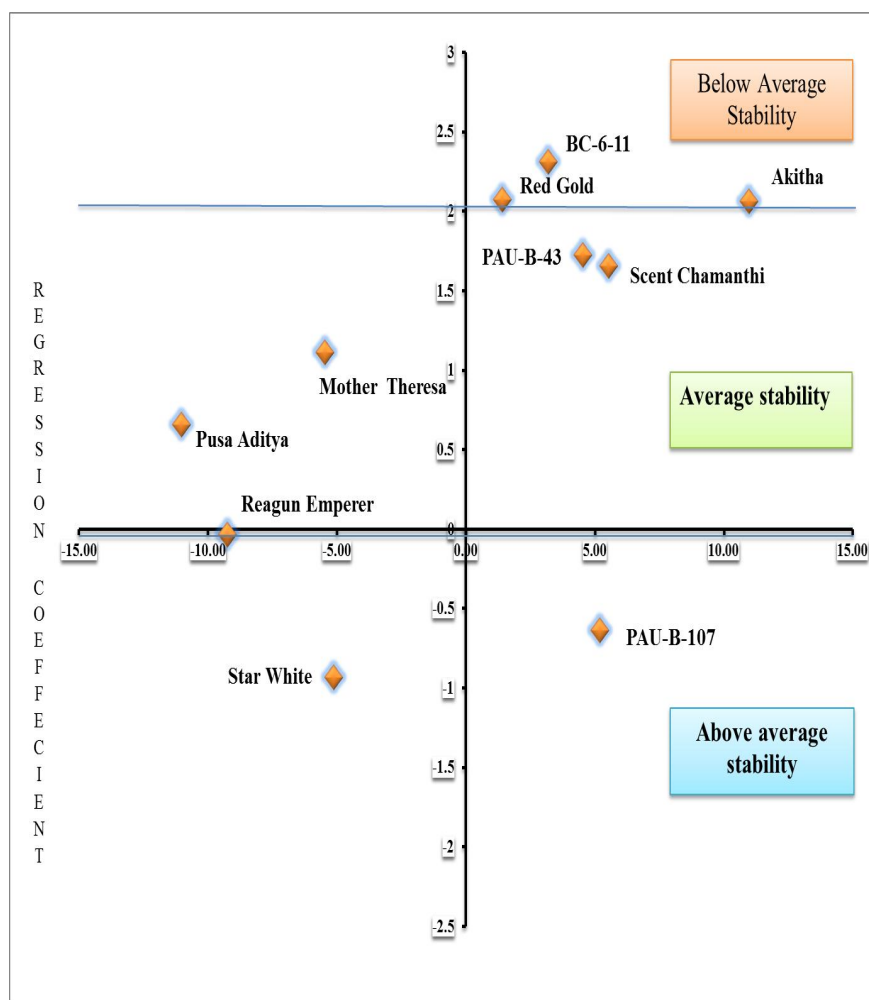 3
Below Average
Stability
2.5
BC-6-11
Red Gold
Akitha
2
PAU-B-43
Scent Chamanthi
1.5
Mother Theresa
1
Average stability
Pusa Aditya
0.5
Reagun Emperer
0
-15.00
-10.00
-5.00
0.00
5.00
10.00
15.00
-0.5
PAU-B-107
Star White
-1
Above average
stability
-1.5
-2
-2.5
REGRESSION COEFFECIENT